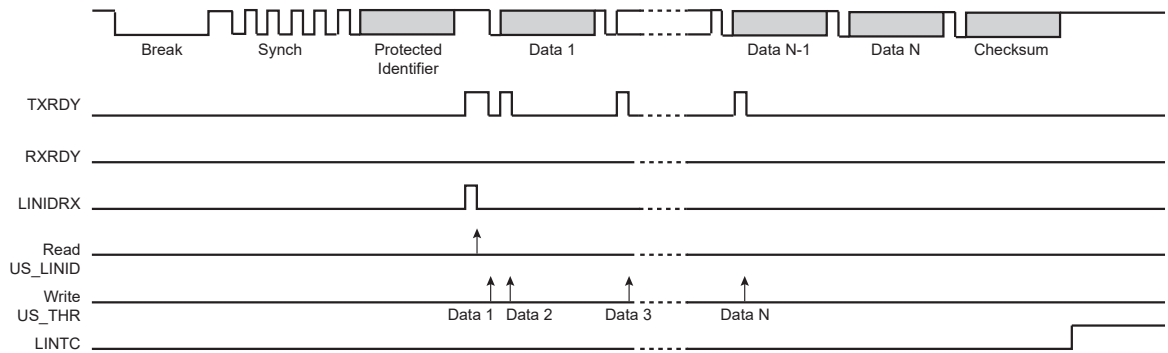 Break
Synch
Protected
Identifier
Data 1
Data N-1
Data N
Checksum
TXRDY
RXRDY
LINIDRX
Read
US_LINID
Write
US_THR
Data 1
Data 2
Data 3
Data N
LINTC